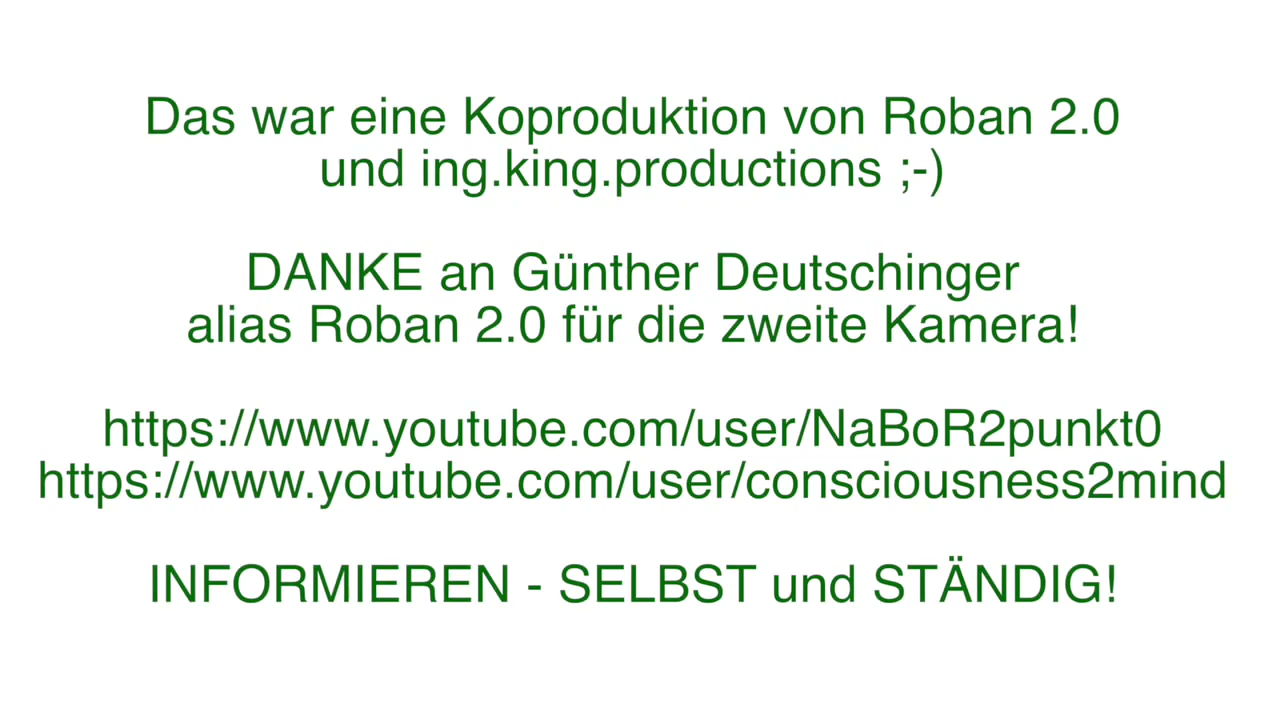 Das war eine Koproduktion von Roban 2.0
und ing.king.productions ;-)
DANKE an Günther Deutschinger
alias Roban 2.0 für die zweite Kamera!
https://www.youtube.com/user/NaBoR2punkt0
https://www.youtube.com/user/consciousness2mind
INFORMIEREN - SELBST und STÄNDIG!